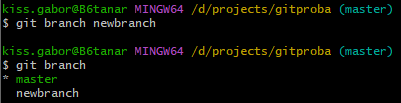 kiss.gabor@B6tanar MINGW64 /d/projects/gitproba (master)
$ git branch newbranch
kiss.gabor@B6tanar MINGW64 /d/projects/gitproba (master)
$ git branch
* master
newbranch